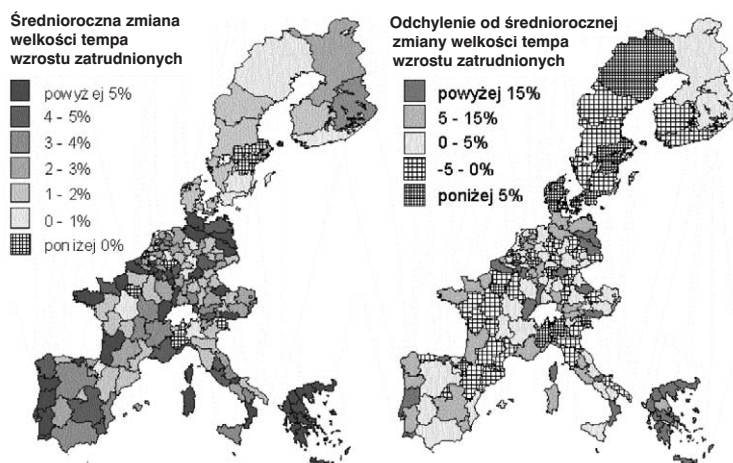 Średnioroczna zmiana
welkości tempa
wzrostu zatrudnionych
powyżej 5%
4 - 5%
3 - 4%
2 - 3%
1 - 2%
0 - 1%
poniżej 0%
Odchylenie od średniorocznej
zmiany welkości tempa
wzrostu zatrudnionych
powyżej 15%
5 - 15%
0 - 5%
-5 - 0%
poniżej 5%